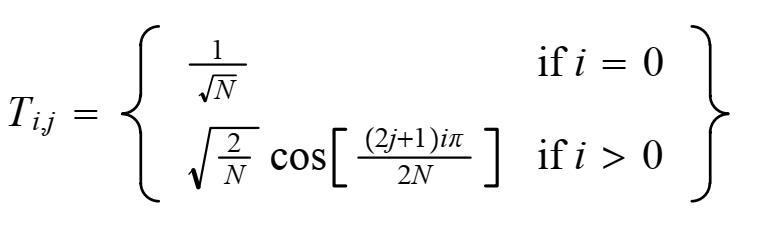 T_{i,j} = { 1/√N if i = 0
√(2/N) cos[ (2j+1)iπ / 2N ] if i > 0 }